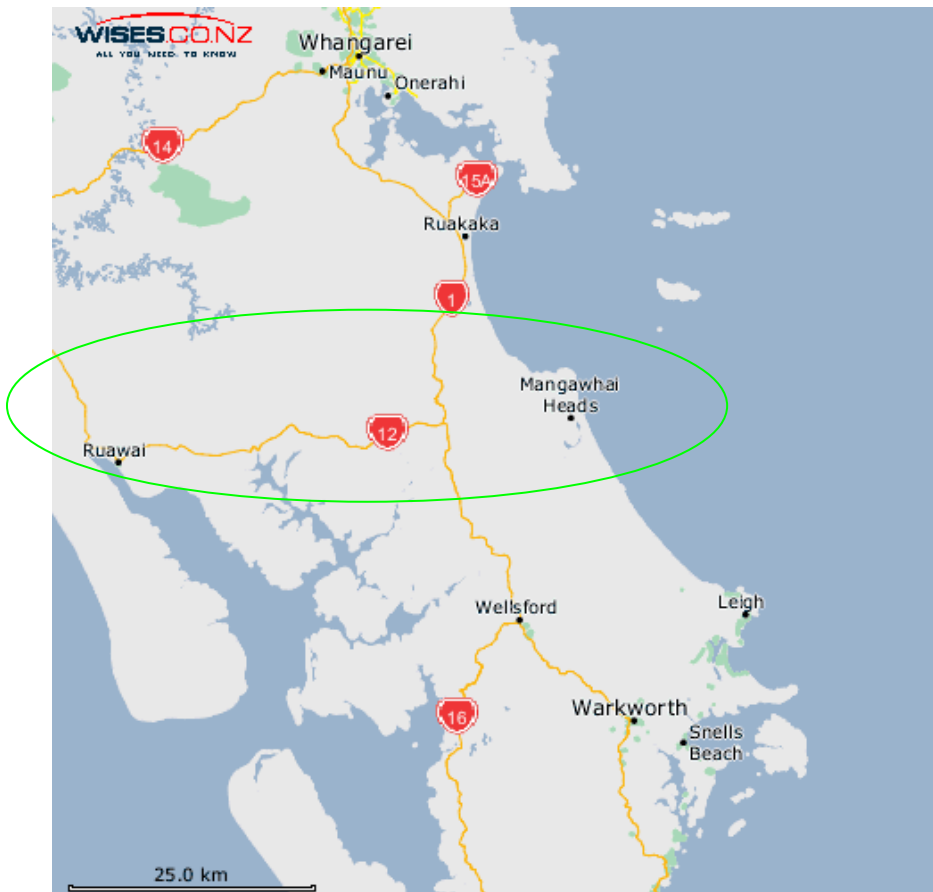 WISES.CO.NZ
ALL YOU NEED TO KNOW
Whangarei
Maunu
Onerahi
14
15A
Ruakaka
1
Mangawhai
Heads
12
Ruawai
Wellsford
Leigh
16
Warkworth
Snells
Beach
25.0 km